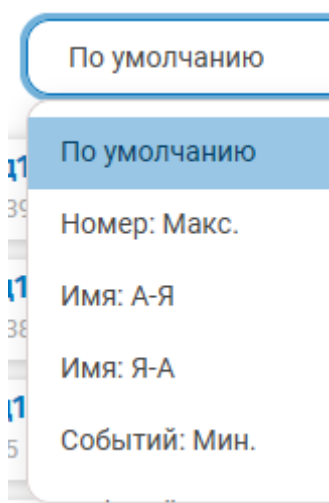 По умолчанию
По умолчанию
Номер: Макс.
Имя: А-Я
Имя: Я-А
Событий: Мин.